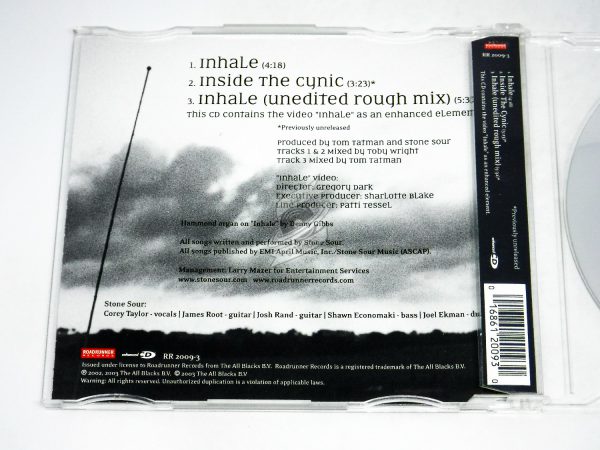 1. Inhale (4:18)
2. Inside The Cynic (3:23)*
3. Inhale (unedited rough mix)
This CD contains the video "Inhale" as an enhanced
*Previously unreleased
Produced by Tom Tatman and Stone Sour
Tracks 1 & 2 Mixed by Toby Wright
Track 3 Mixed by Tom Tatman
"Inhale" video:
Director: Gregory Dark
Executive Producer: Sharlotte Blake
Line Producer: Patti Tessel
Hammond organ on "Inhale" by Denny Gibbs
All songs written and performed by Stone Sour.
All songs published by EMI April Music, Inc./Stone Sour Music (ASCAP).
Management: Larry Mazer for Entertainment Services
www.stonesour.com www.roadrunnerrecords.com
Stone Sour:
Corey Taylor - vocals | James Root - guitar | Josh Rand - guitar | Shawn Economaki - bass | Joel Ekman -
ROADRUNNER RECORDS enhanced CD RR 2009-3
Issued under license to Roadrunner Records from The All Blacks B.V. Roadrunner Records is a registered trademark of The All Blacks B.V.
℗ 2002, 2003 The All Blacks B.V. © 2003 The All Blacks B.V
Warning: All rights reserved. Unauthorized duplication is a violation of applicable laws.
ROADRUNNER
RR 2009-3
1. Inhale
2. Inside The Cynic
3. Inhale (unedited rough mix)
This CD contains the video "Inhale" as an enhanced element.
*Previously unreleased
enhanced CD
0 16861 20093 0